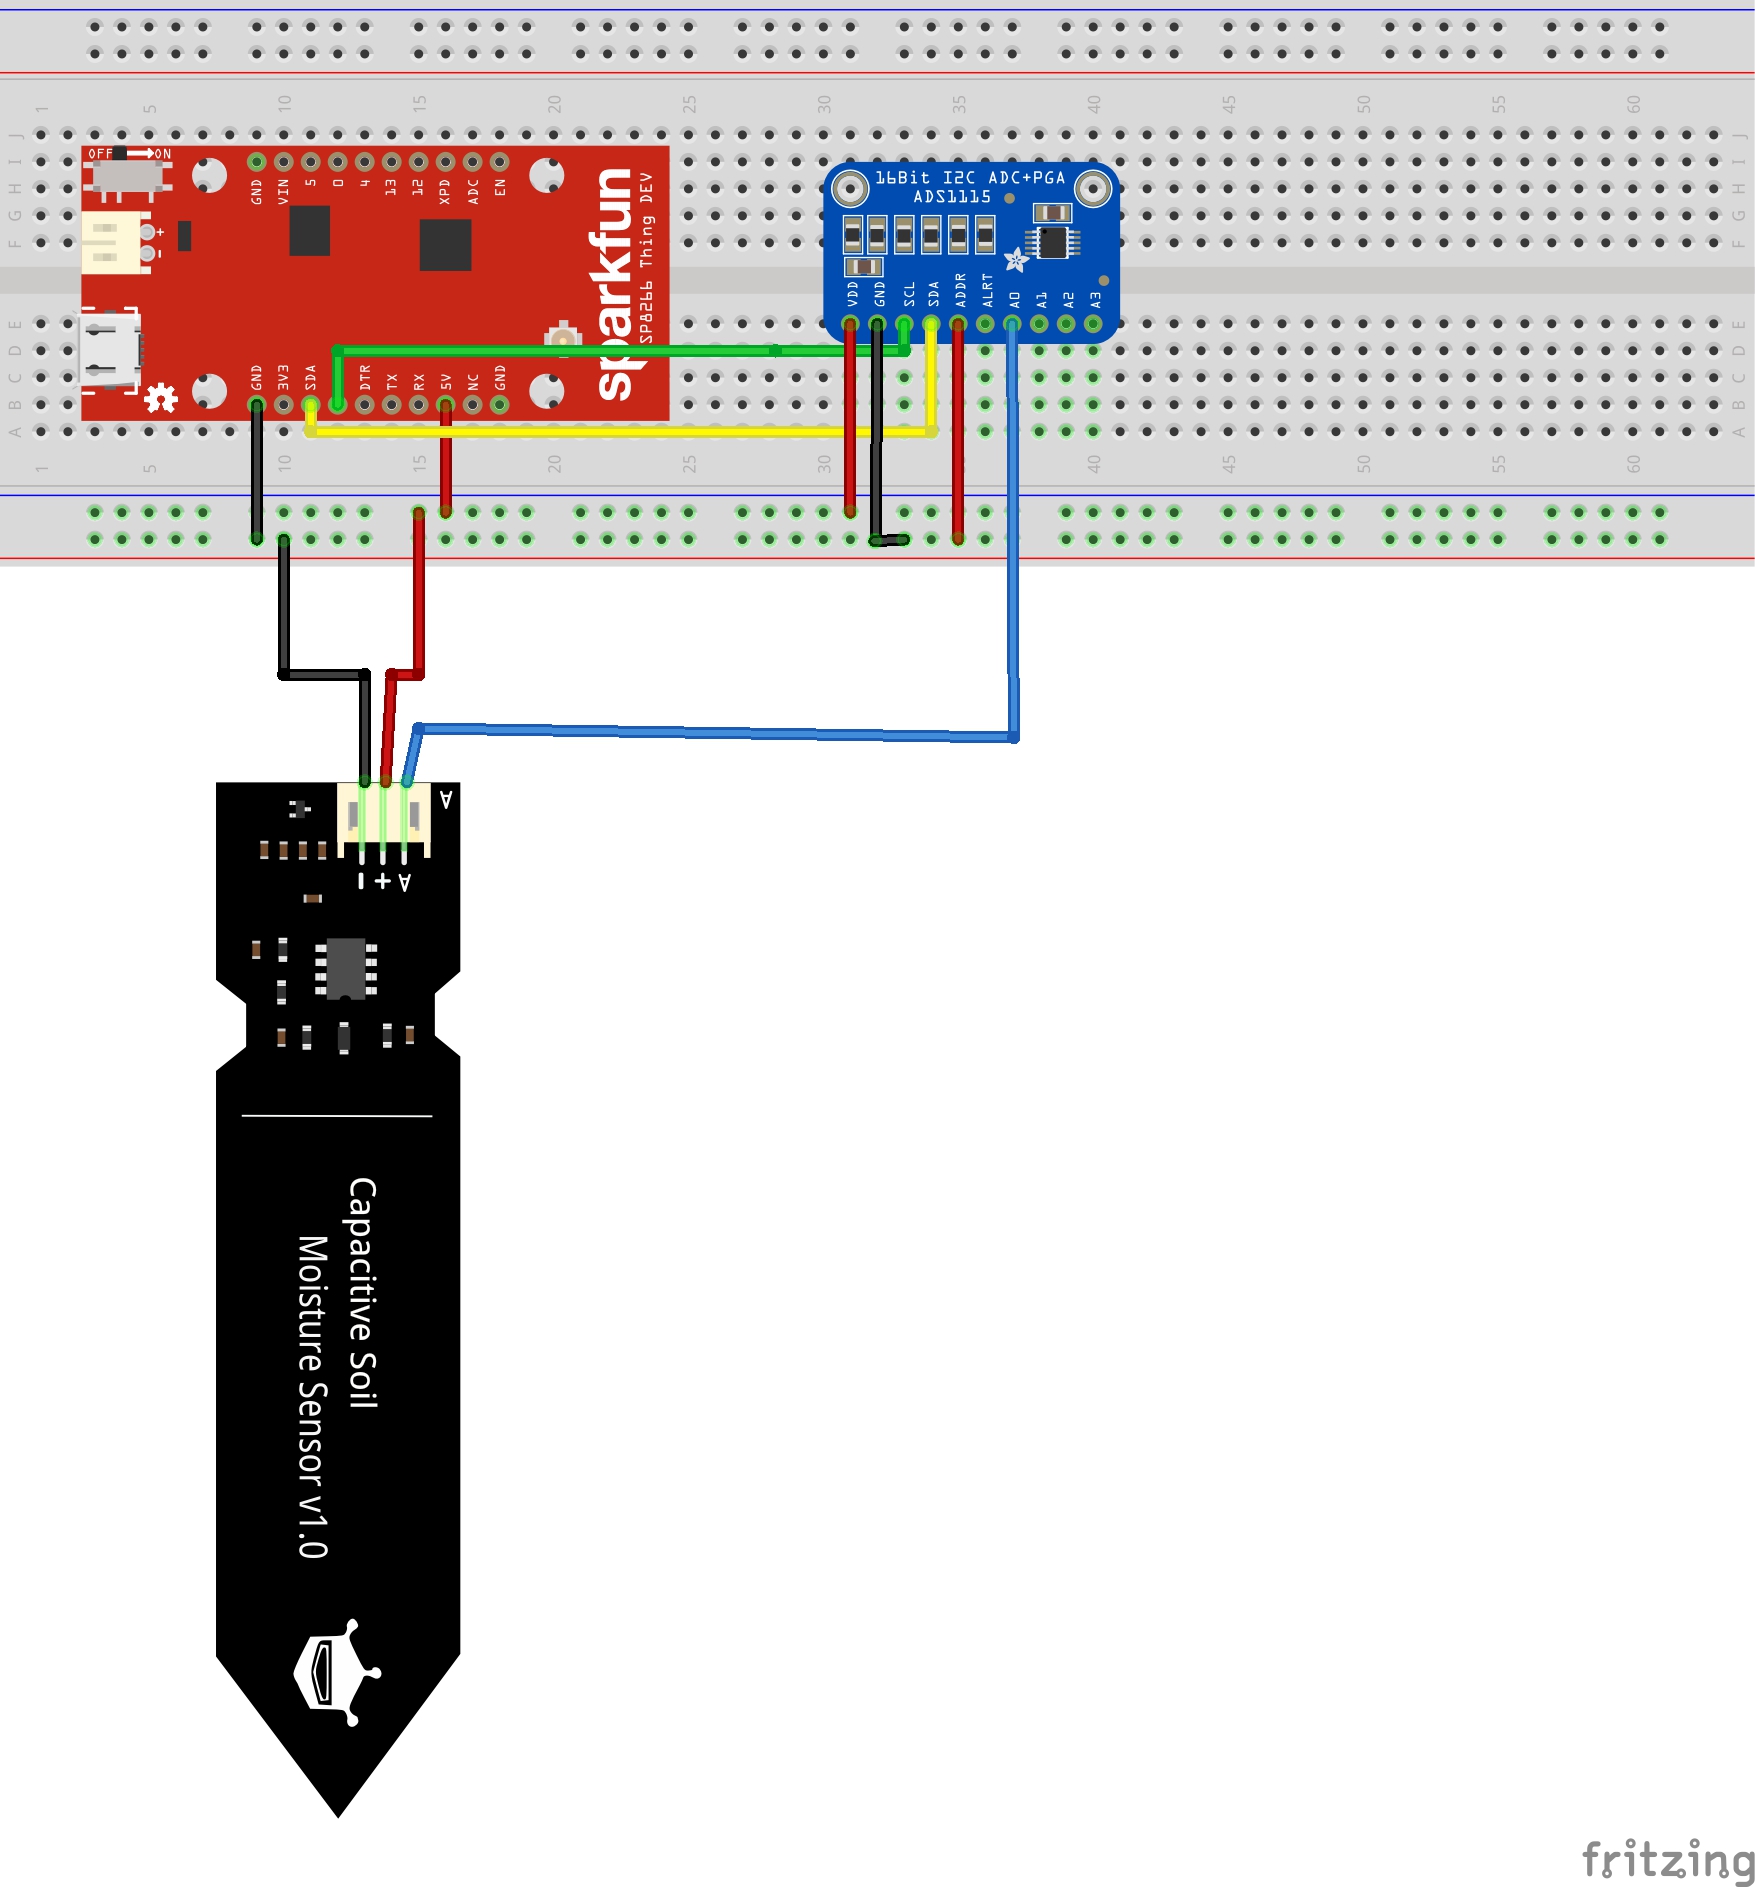 1 5 10 15 20 25 30 35 40 45 50 55 60
J J
I I
H H
G G
F F
E E
D D
C C
B B
A A
OFF ON
GND VIN 5 0 4 13 12 XPD ADC EN
+
-
sparkfun
SP8266 Thing DEV
GND 3V3 SDA DTR TX RX 5V NC GND
16Bit I2C ADC+PGA
ADS1115
VDD GND SCL SDA ADDR ALRT A0 A1 A2 A3
1 5 10 15 20 25 30 35 40 45 50 55 60
A
- + A
Capacitive Soil
Moisture Sensor v1.0
fritzing